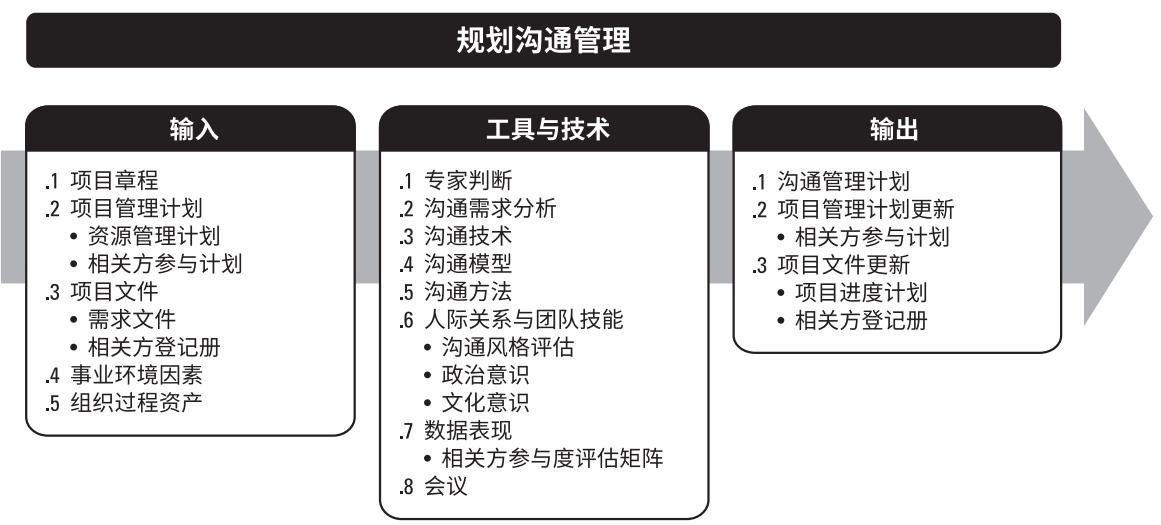 规划沟通管理
输入
.1 项目章程
.2 项目管理计划
• 资源管理计划
• 相关方参与计划
.3 项目文件
• 需求文件
• 相关方登记册
.4 事业环境因素
.5 组织过程资产
工具与技术
.1 专家判断
.2 沟通需求分析
.3 沟通技术
.4 沟通模型
.5 沟通方法
.6 人际关系与团队技能
• 沟通风格评估
• 政治意识
• 文化意识
.7 数据表现
• 相关方参与度评估矩阵
.8 会议
输出
.1 沟通管理计划
.2 项目管理计划更新
• 相关方参与计划
.3 项目文件更新
• 项目进度计划
• 相关方登记册